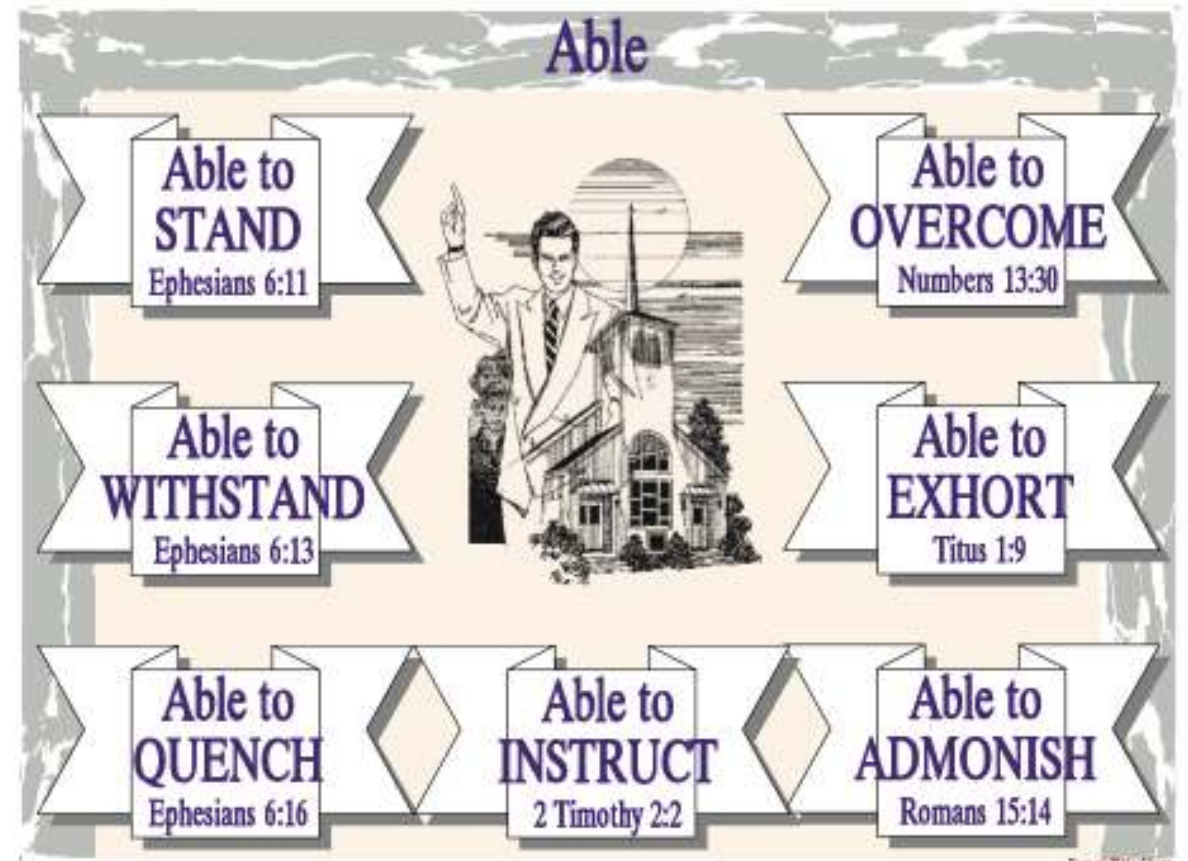 Able
Able to
STAND
Ephesians 6:11
Able to
OVERCOME
Numbers 13:30
Able to
WITHSTAND
Ephesians 6:13
Able to
EXHORT
Titus 1:9
Able to
QUENCH
Ephesians 6:16
Able to
INSTRUCT
2 Timothy 2:2
Able to
ADMONISH
Romans 15:14